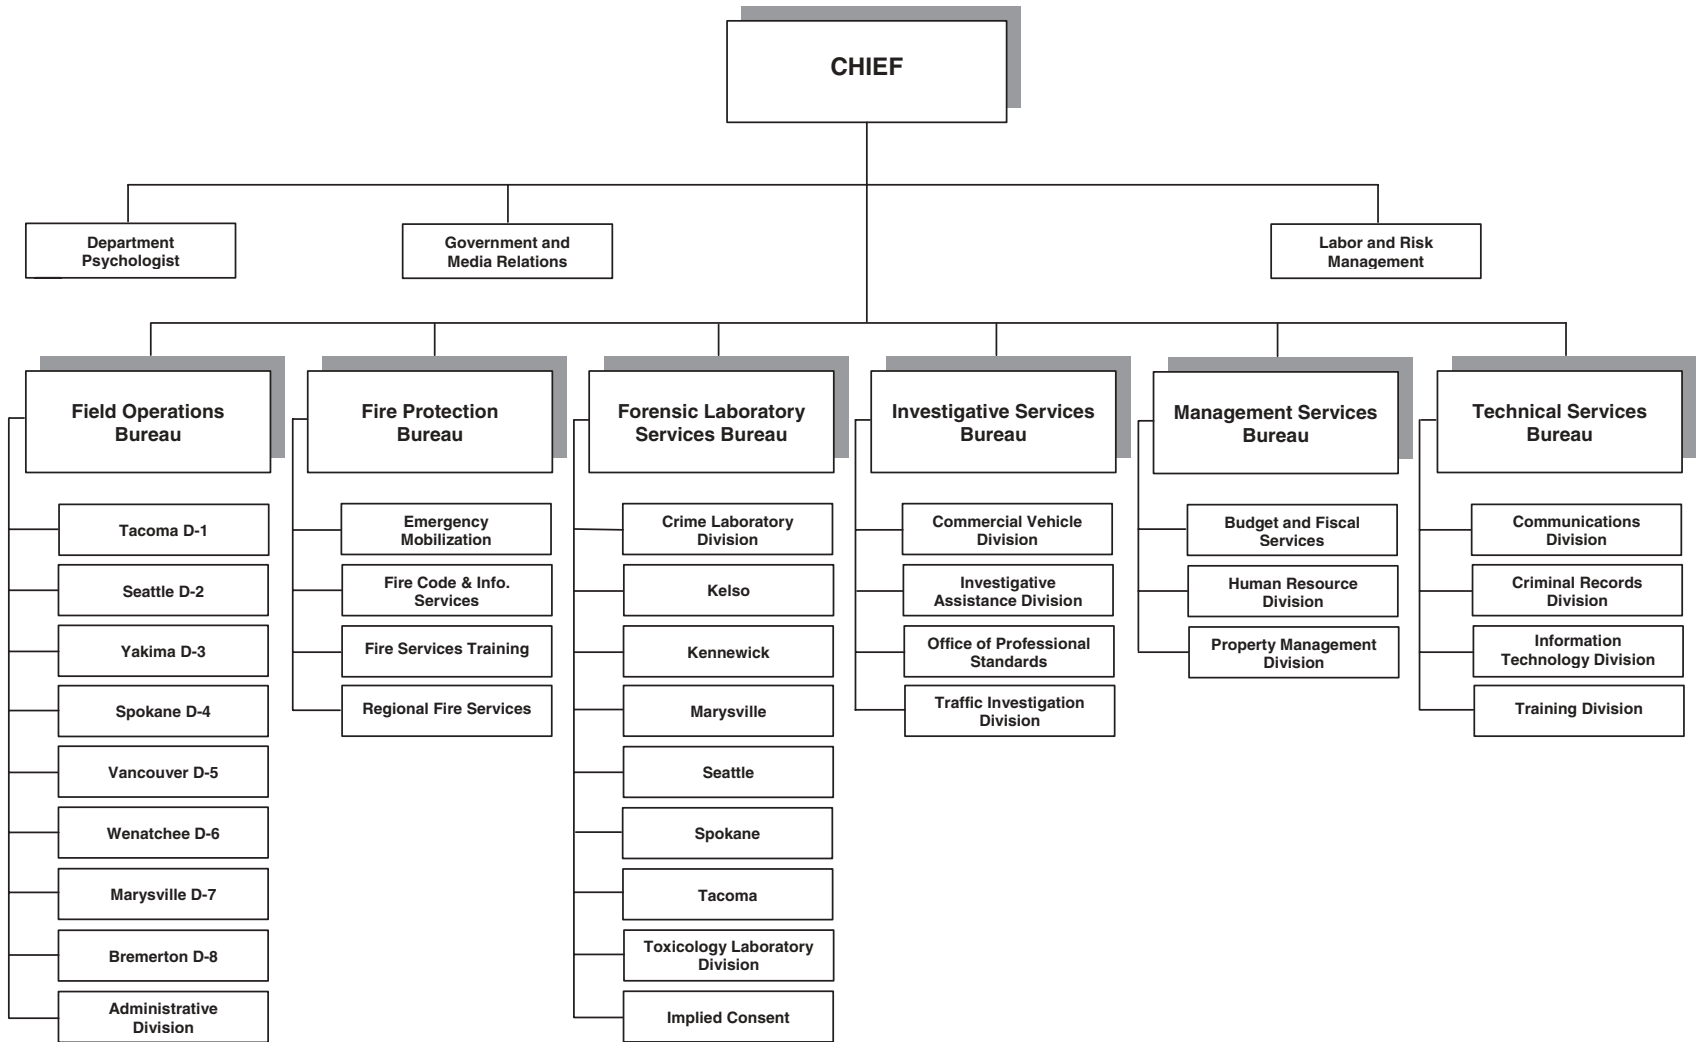 CHIEF
Department
Psychologist
Government and
Media Relations
Labor and Risk
Management
Field Operations
Bureau
Tacoma D-1
Seattle D-2
Yakima D-3
Spokane D-4
Vancouver D-5
Wenatchee D-6
Marysville D-7
Bremerton D-8
Administrative
Division
Fire Protection
Bureau
Emergency
Mobilization
Fire Code & Info.
Services
Fire Services Training
Regional Fire Services
Forensic Laboratory
Services Bureau
Crime Laboratory
Division
Kelso
Kennewick
Marysville
Seattle
Spokane
Tacoma
Toxicology Laboratory
Division
Implied Consent
Investigative Services
Bureau
Commercial Vehicle
Division
Investigative
Assistance Division
Office of Professional
Standards
Traffic Investigation
Division
Management Services
Bureau
Budget and Fiscal
Services
Human Resource
Division
Property Management
Division
Technical Services
Bureau
Communications
Division
Criminal Records
Division
Information
Technology Division
Training Division